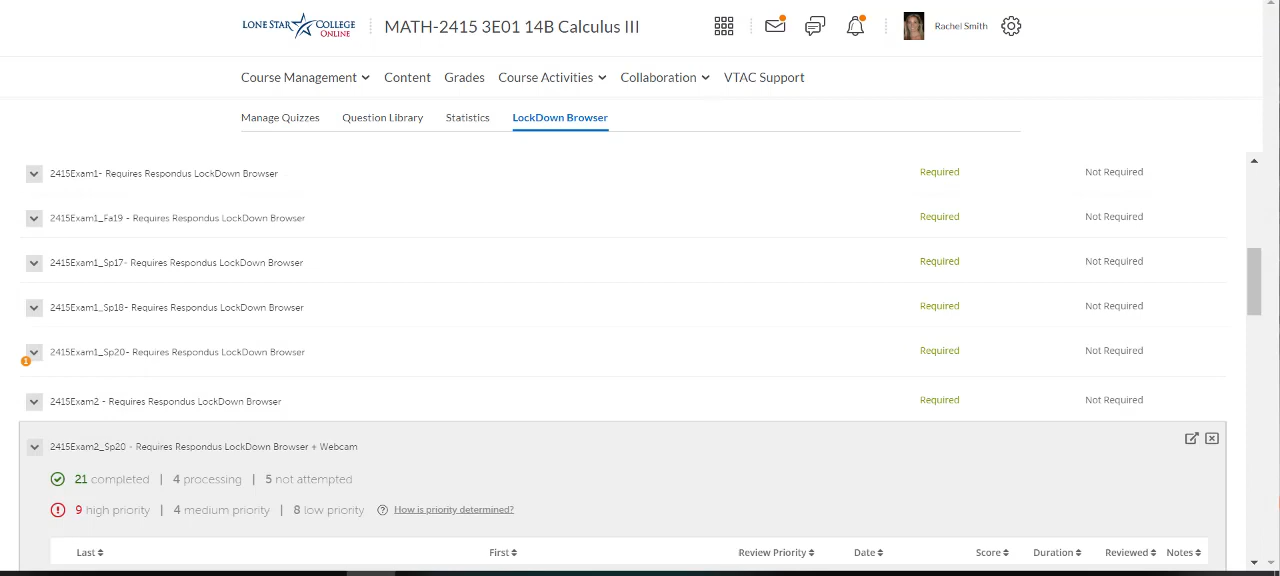 LONE STAR COLLEGE
ONLINE
MATH-2415 3E01 14B Calculus III
Rachel Smith
Course Management Content Grades Course Activities Collaboration VTAC Support
Manage Quizzes Question Library Statistics LockDown Browser
2415Exam1- Requires Respondus LockDown Browser Required Not Required
2415Exam1_Fa19 - Requires Respondus LockDown Browser Required Not Required
2415Exam1_Sp17- Requires Respondus LockDown Browser Required Not Required
2415Exam1_Sp18- Requires Respondus LockDown Browser Required Not Required
2415Exam1_Sp20- Requires Respondus LockDown Browser Required Not Required
1
2415Exam2 - Requires Respondus LockDown Browser Required Not Required
2415Exam2_Sp20 - Requires Respondus LockDown Browser + Webcam
21 completed | 4 processing | 5 not attempted
9 high priority | 4 medium priority | 8 low priority ? How is priority determined?
Last First Review Priority Date Score Duration Reviewed Notes